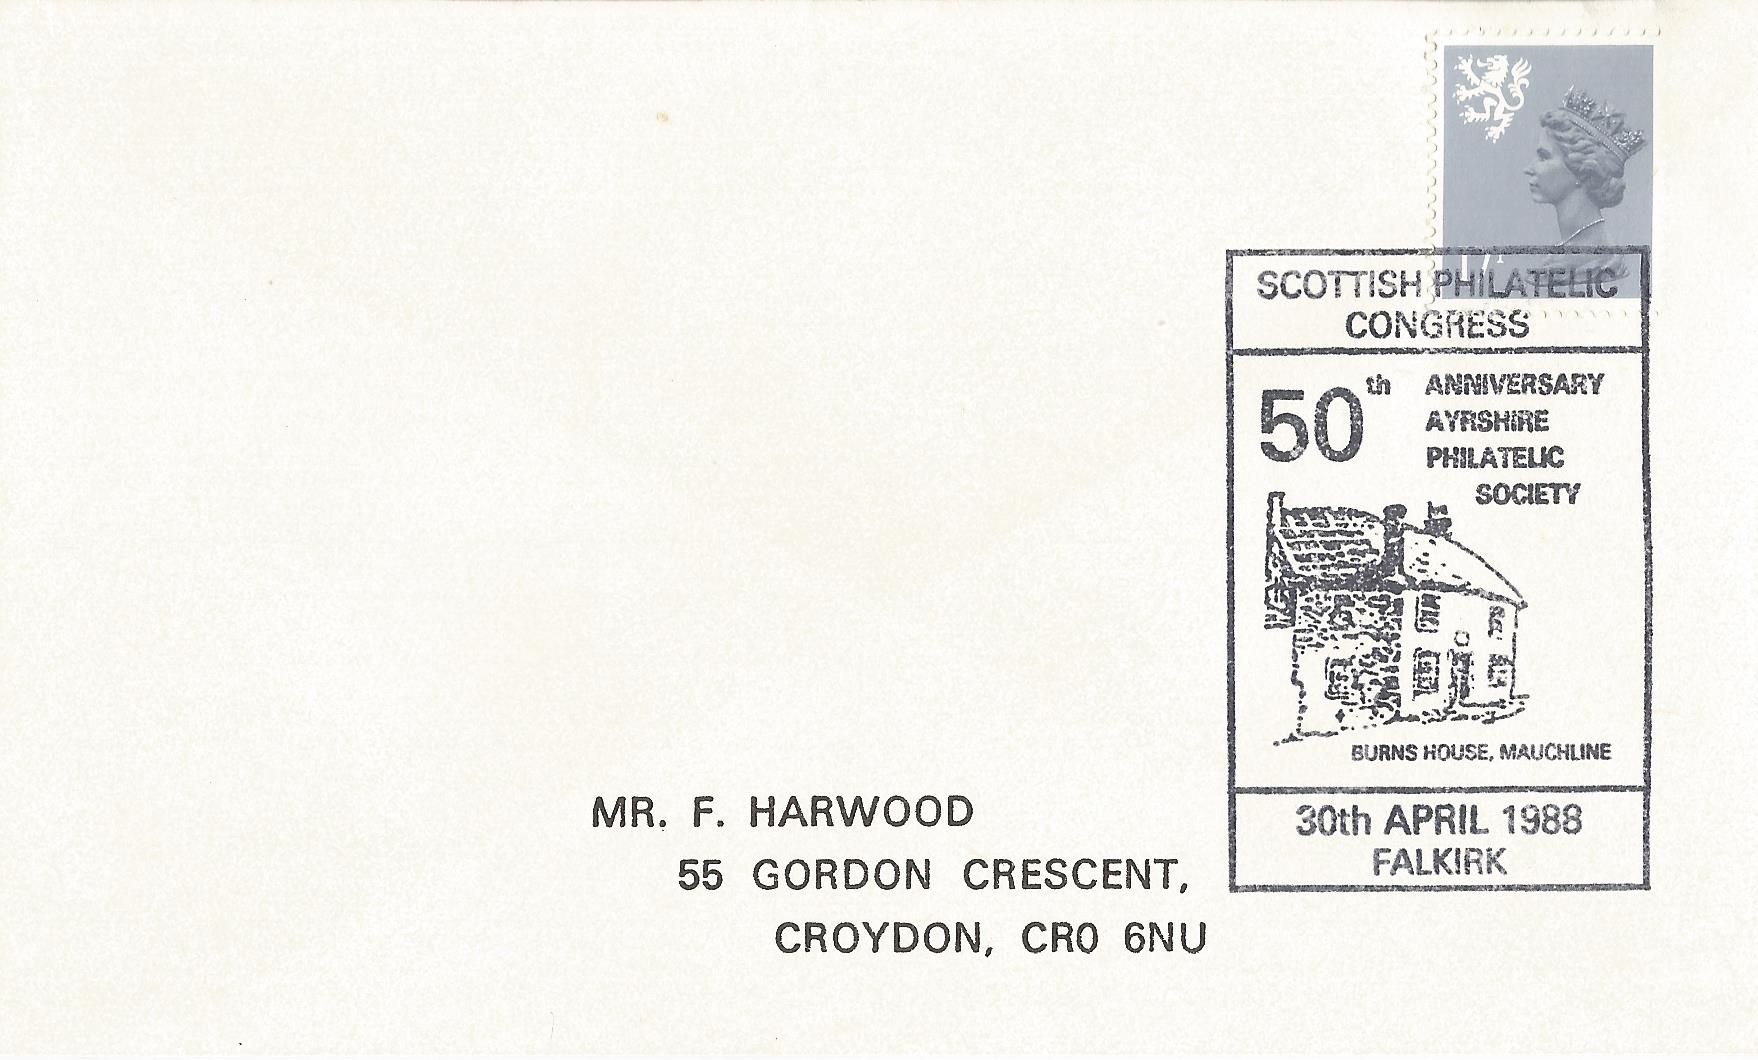 17P
SCOTTISH PHILATELIC
CONGRESS
50th ANNIVERSARY
AYRSHIRE
PHILATELIC
SOCIETY
BURNS HOUSE, MAUCHLINE
30th APRIL 1988
FALKIRK
MR. F. HARWOOD
55 GORDON CRESCENT,
CROYDON, CR0 6NU